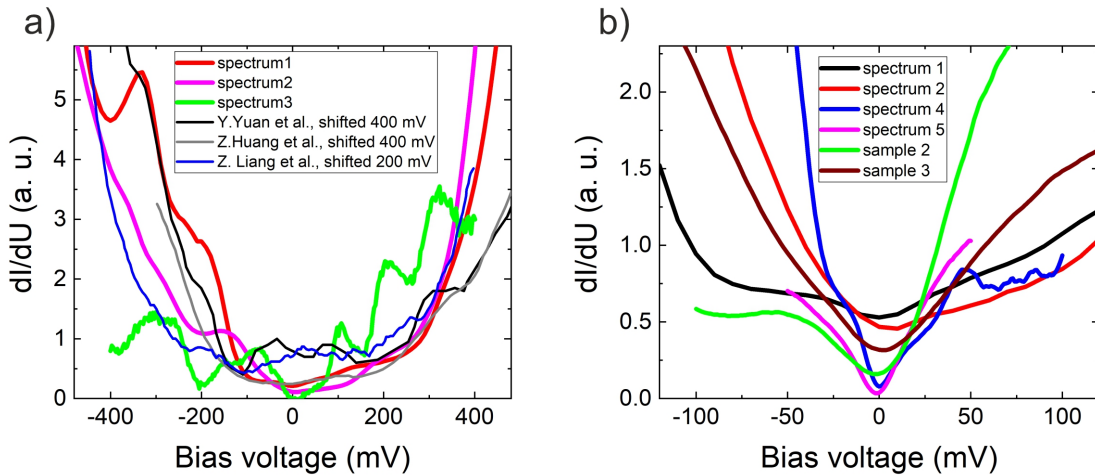 a)
dI/dU (a. u.)
5
4
3
2
1
0
spectrum1
spectrum2
spectrum3
Y.Yuan et al., shifted 400 mV
Z.Huang et al., shifted 400 mV
Z. Liang et al., shifted 200 mV
-400 -200 0 200 400
Bias voltage (mV)
b)
dI/dU (a. u.)
2.0
1.5
1.0
0.5
0.0
spectrum 1
spectrum 2
spectrum 4
spectrum 5
sample 2
sample 3
-100 -50 0 50 100
Bias voltage (mV)